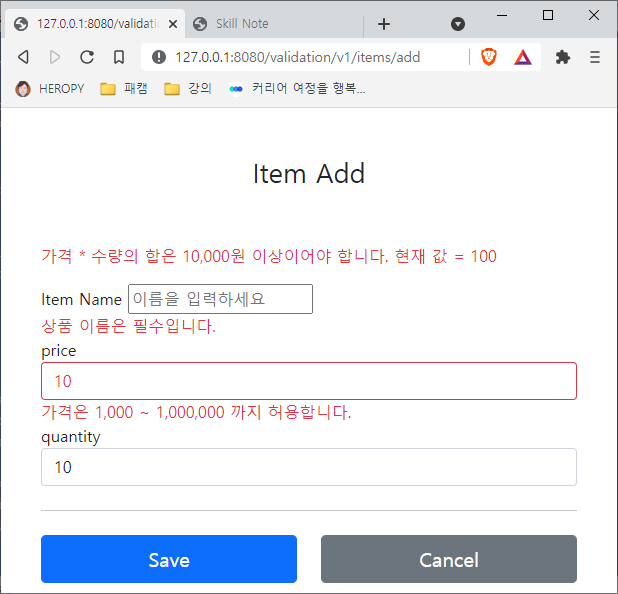 127.0.0.1:8080/validation
Skill Note
127.0.0.1:8080/validation/v1/items/add
HEROPY 패캠 강의 커리어 여정을 행복...
Item Add
가격 * 수량의 합은 10,000원 이상이어야 합니다. 현재 값 = 100
Item Name 이름을 입력하세요
상품 이름은 필수입니다.
price
10
가격은 1,000 ~ 1,000,000 까지 허용합니다.
quantity
10
Save Cancel